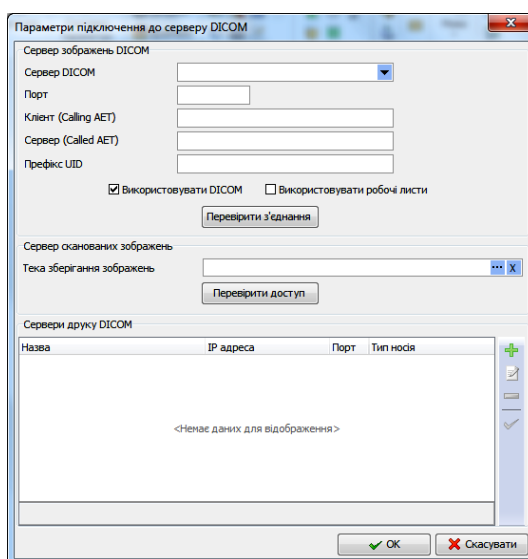 Параметри підключення до серверу DICOM
Сервер зображень DICOM
Сервер DICOM
Порт
Клієнт (Calling AET)
Сервер (Called AET)
Префікс UID
Використовувати DICOM Використовувати робочі листи
Перевірити з'єднання
Сервер сканованих зображень
Тека зберігання зображень ... X
Перевірити доступ
Сервери друку DICOM
Назва IP адреса Порт Тип носія
<Немає даних для відображення>
OK Скасувати